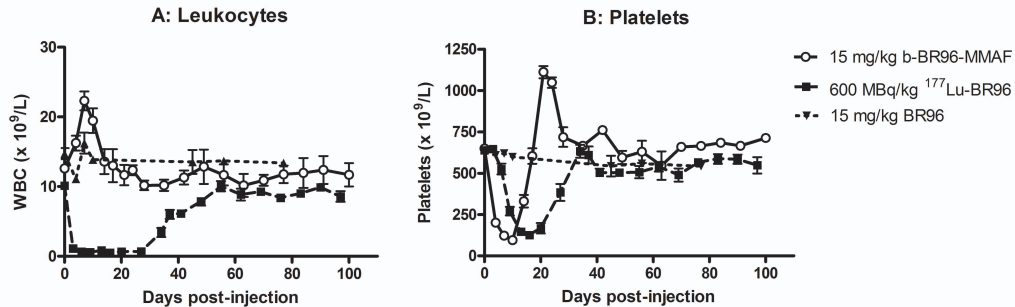 A: Leukocytes
30
20
10
0
WBC (x 10⁹/L)
0 20 40 60 80 100
Days post-injection
B: Platelets
1250
1000
750
500
250
0
Platelets (x 10⁹/L)
0 20 40 60 80 100
Days post-injection
15 mg/kg b-BR96-MMAF
600 MBq/kg ¹⁷⁷Lu-BR96
15 mg/kg BR96